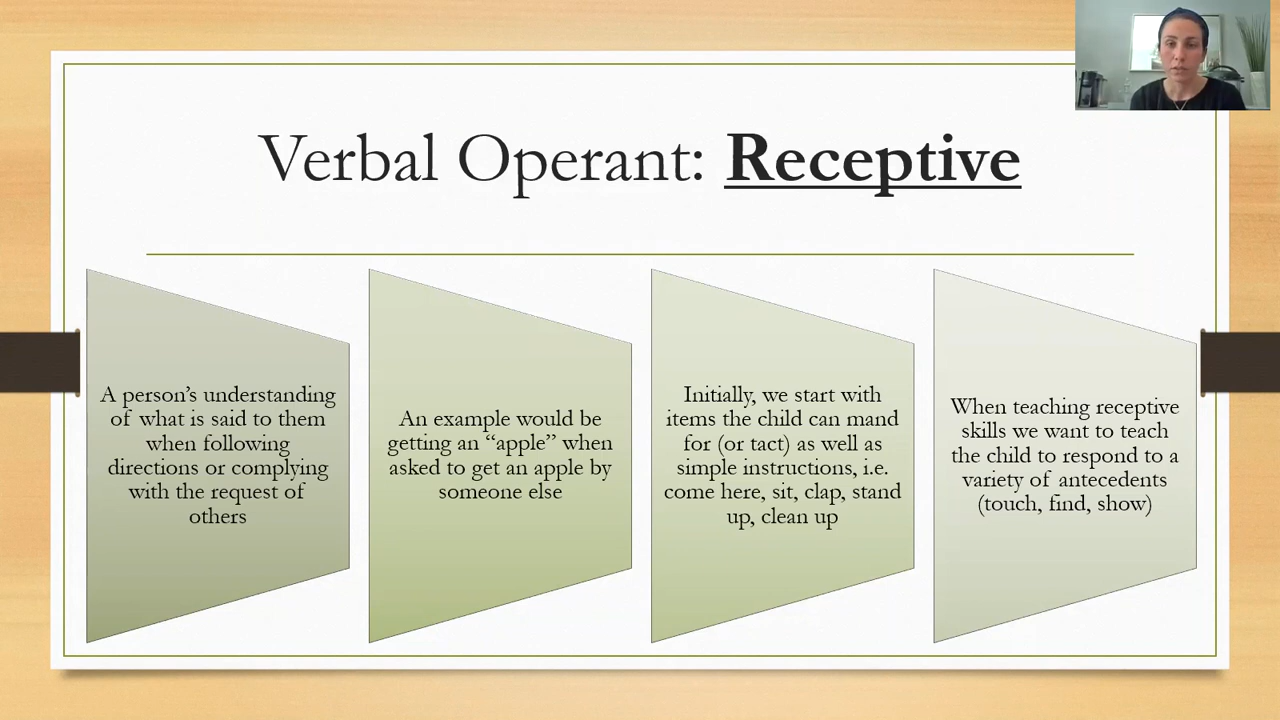 Verbal Operant: Receptive
A person’s understanding
of what is said to them
when following
directions or complying
with the request of
others
An example would be
getting an “apple” when
asked to get an apple by
someone else
Initially, we start with
items the child can mand
for (or tact) as well as
simple instructions, i.e.
come here, sit, clap, stand
up, clean up
When teaching receptive
skills we want to teach
the child to respond to a
variety of antecedents
(touch, find, show)